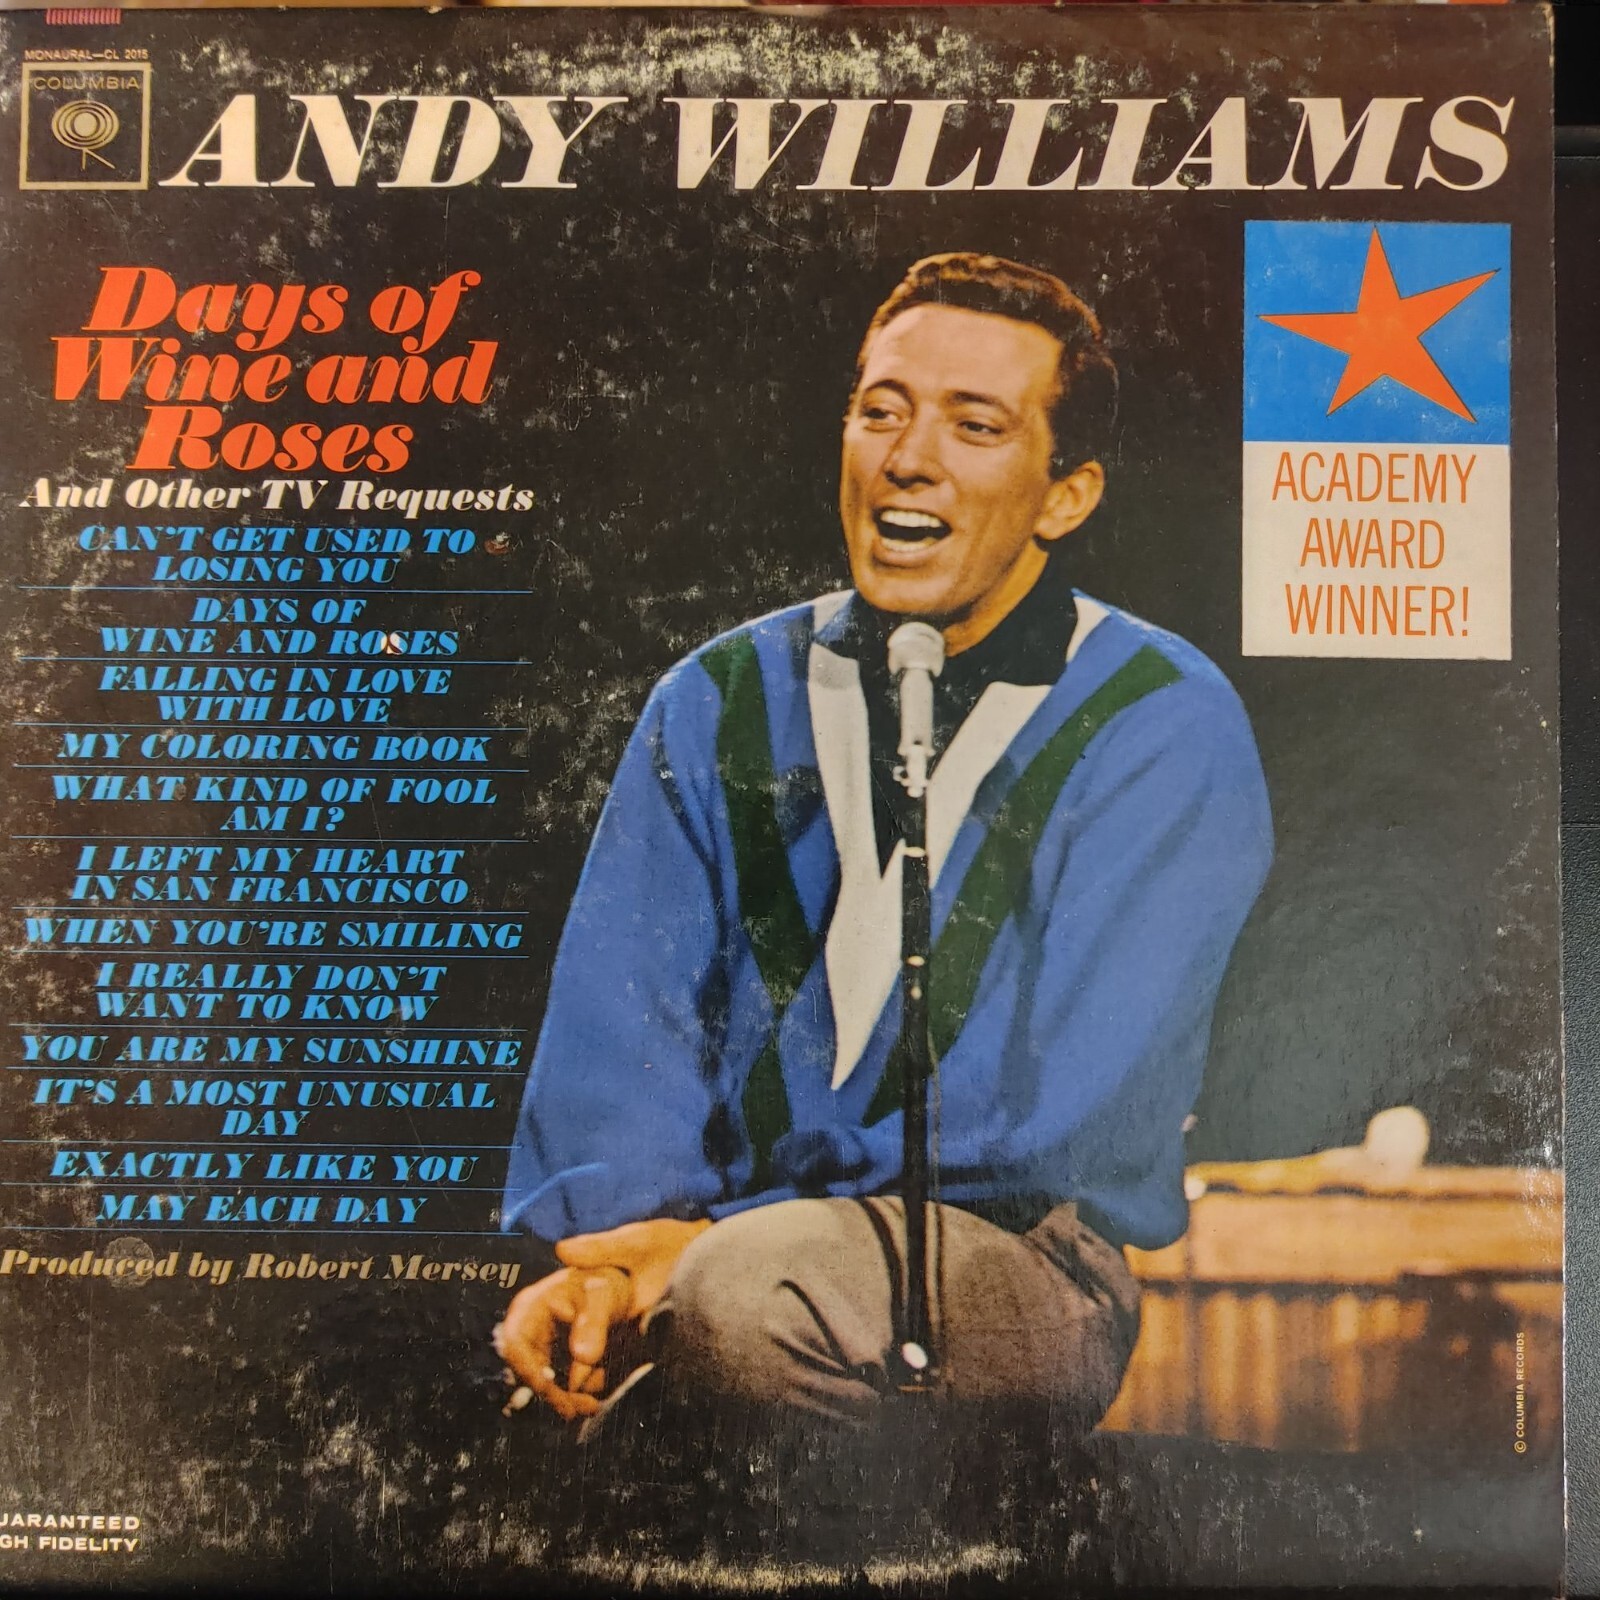 MONAURAL—CL 2015
COLUMBIA
ANDY WILLIAMS
Days of
Wine and
Roses
And Other TV Requests
CAN'T GET USED TO
LOSING YOU
DAYS OF
WINE AND ROSES
FALLING IN LOVE
WITH LOVE
MY COLORING BOOK
WHAT KIND OF FOOL
AM I?
I LEFT MY HEART
IN SAN FRANCISCO
WHEN YOU'RE SMILING
I REALLY DON'T
WANT TO KNOW
YOU ARE MY SUNSHINE
IT'S A MOST UNUSUAL
DAY
EXACTLY LIKE YOU
MAY EACH DAY
Produced by Robert Mersey
ACADEMY
AWARD
WINNER!
© COLUMBIA RECORDS
UARANTEED
GH FIDELITY